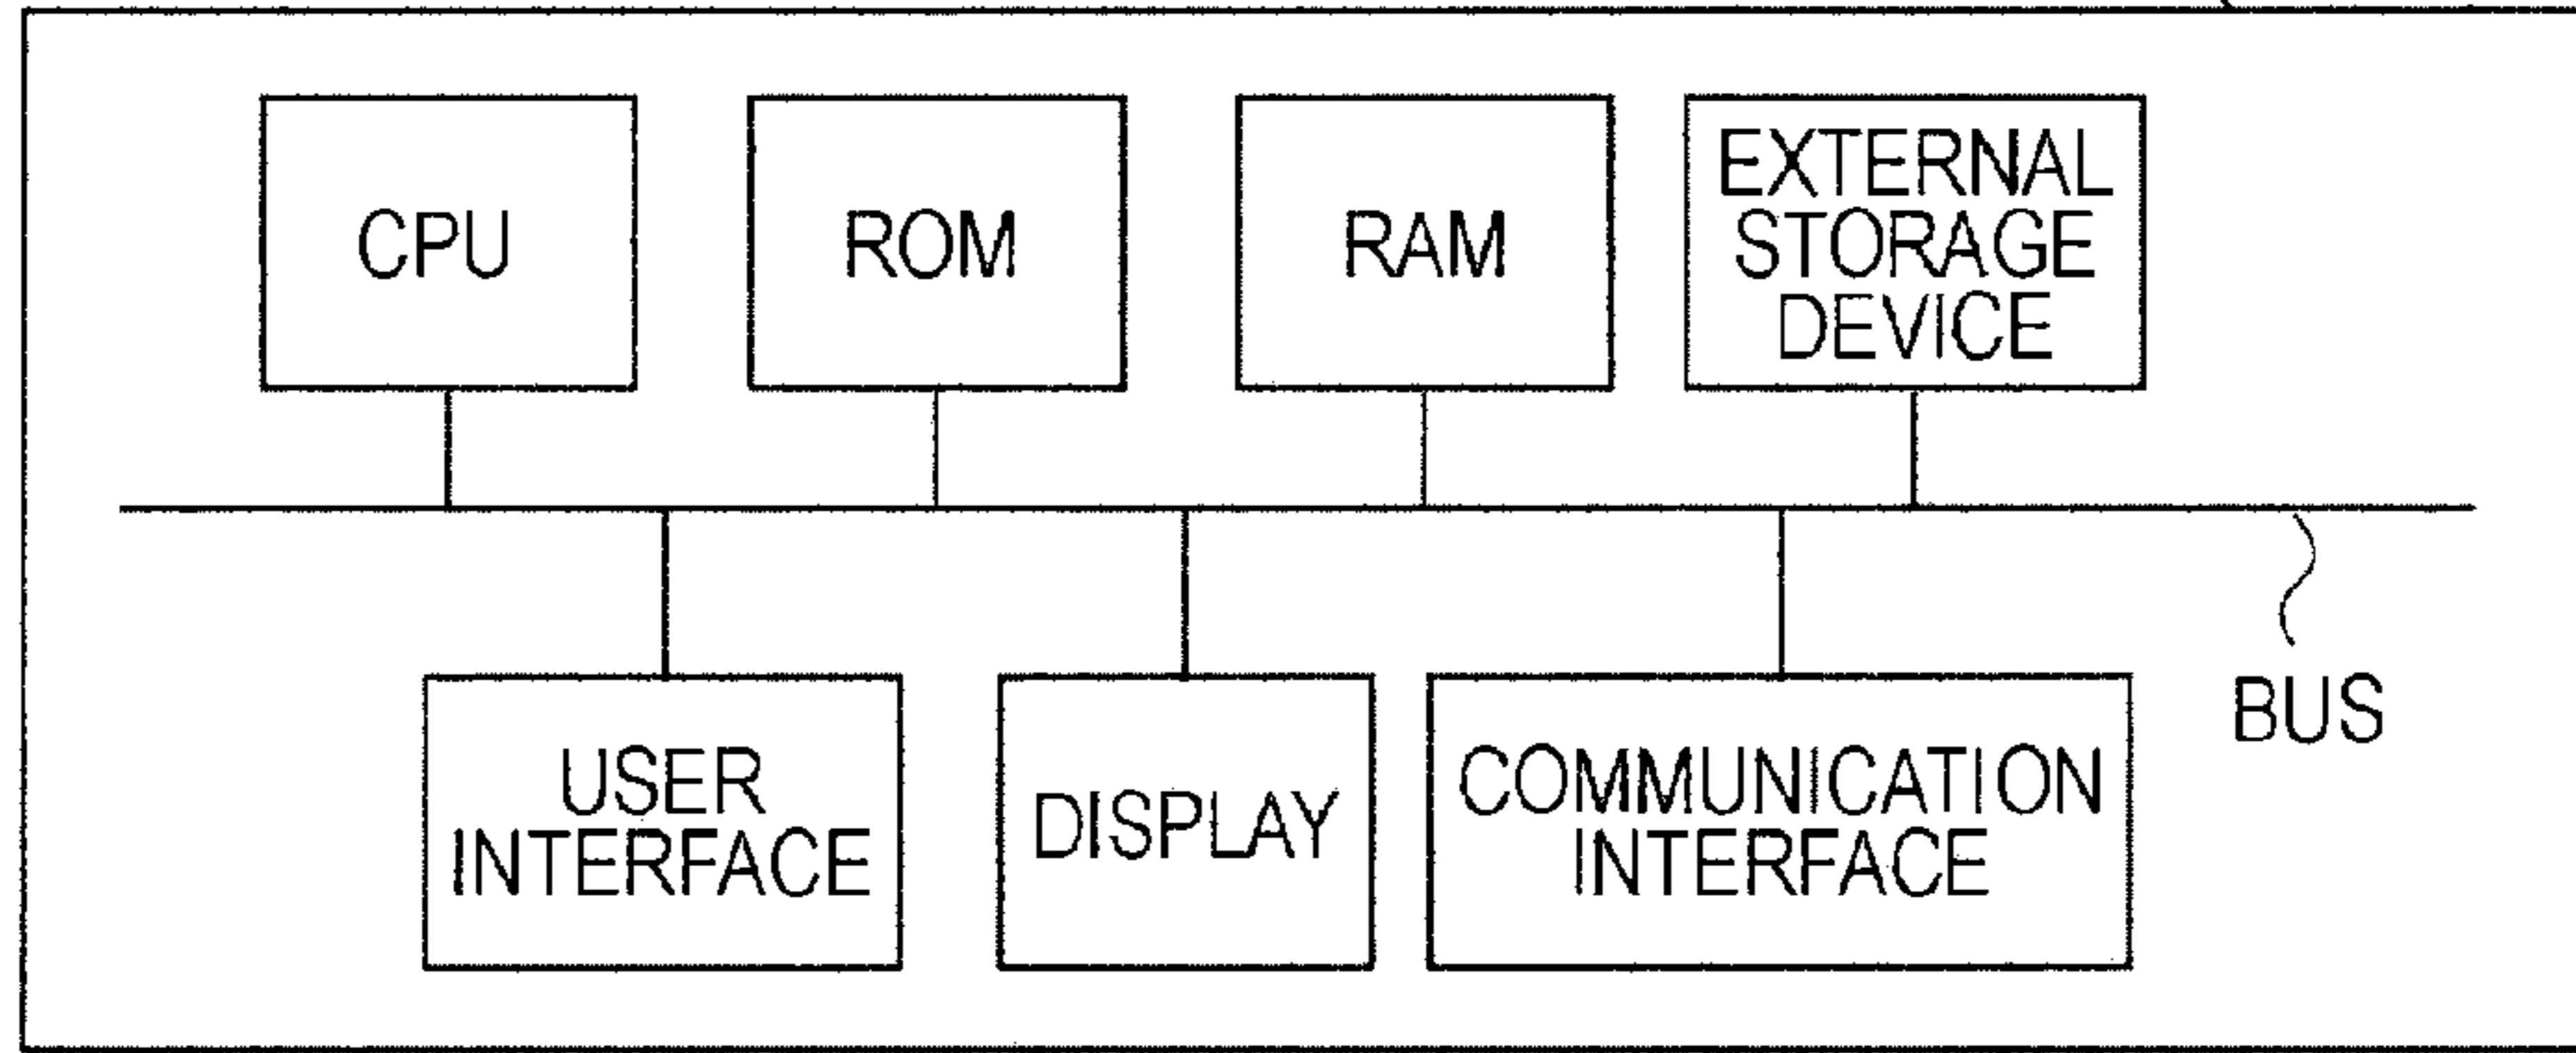 CPU
ROM
RAM
EXTERNAL
STORAGE
DEVICE
USER
INTERFACE
DISPLAY
COMMUNICATION
INTERFACE
BUS